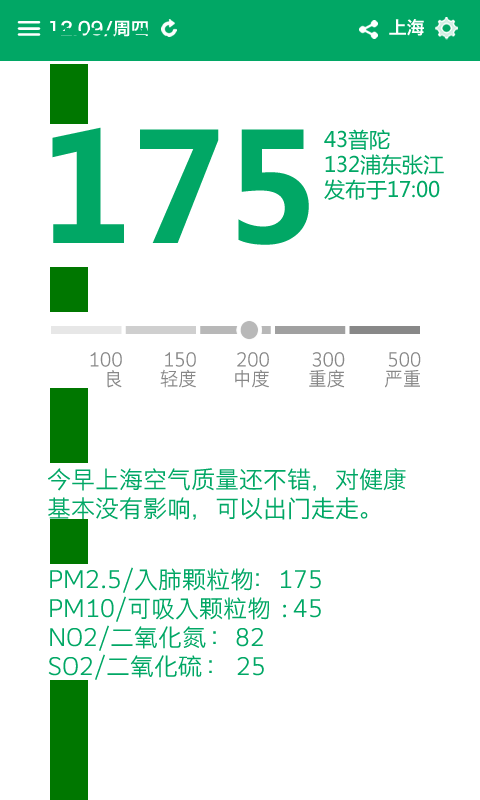 12.09/周四
上海
175
43普陀
132浦东张江
发布于17:00
100 150 200 300 500
良 轻度 中度 重度 严重
今早上海空气质量还不错，对健康
基本没有影响，可以出门走走。
PM2.5/入肺颗粒物： 175
PM10/可吸入颗粒物 : 45
NO2/二氧化氮： 82
SO2/二氧化硫： 25